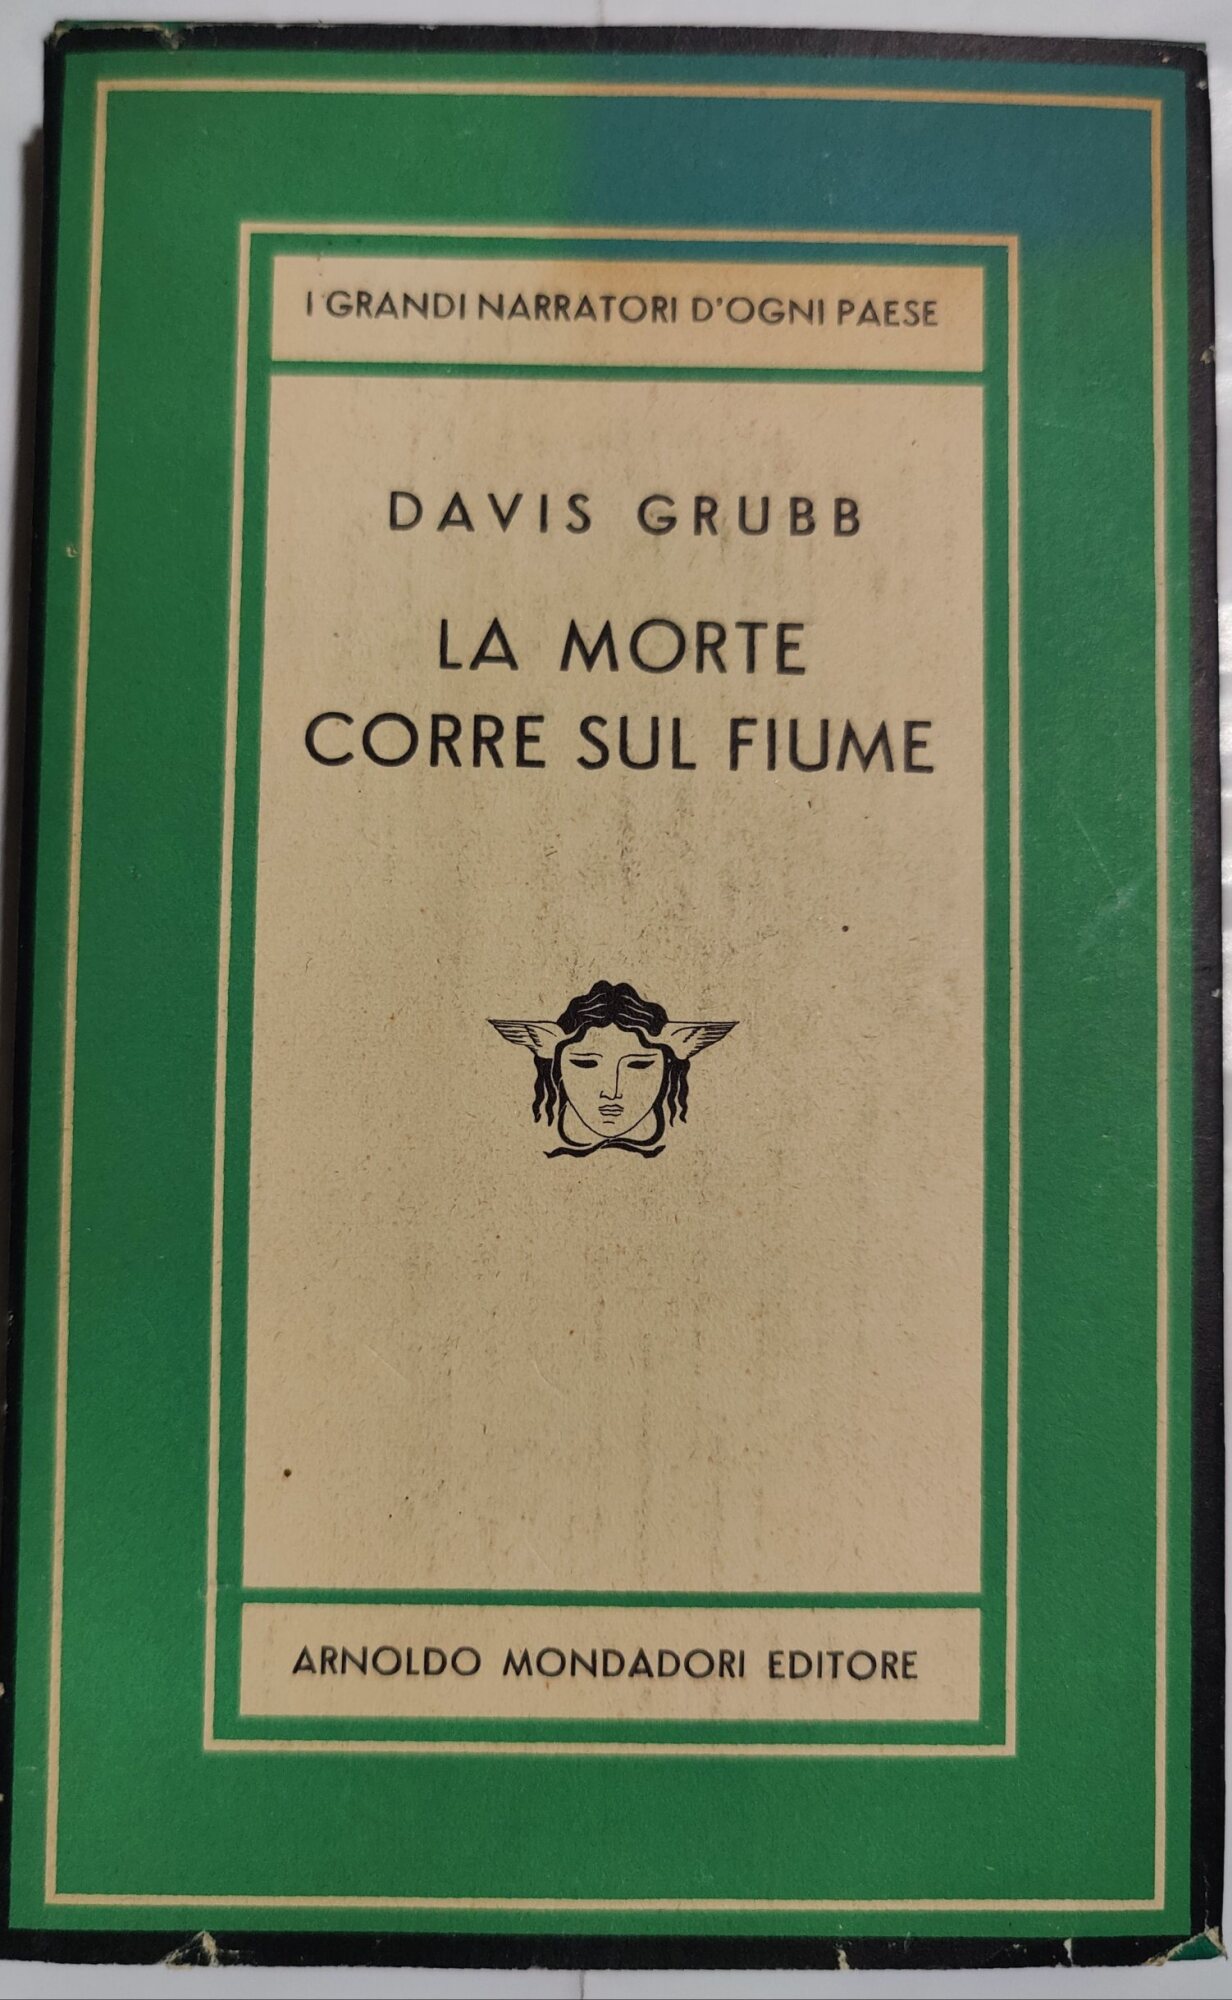 I GRANDI NARRATORI D'OGNI PAESE
DAVIS GRUBB
LA MORTE
CORRE SUL FIUME
ARNOLDO MONDADORI EDITORE